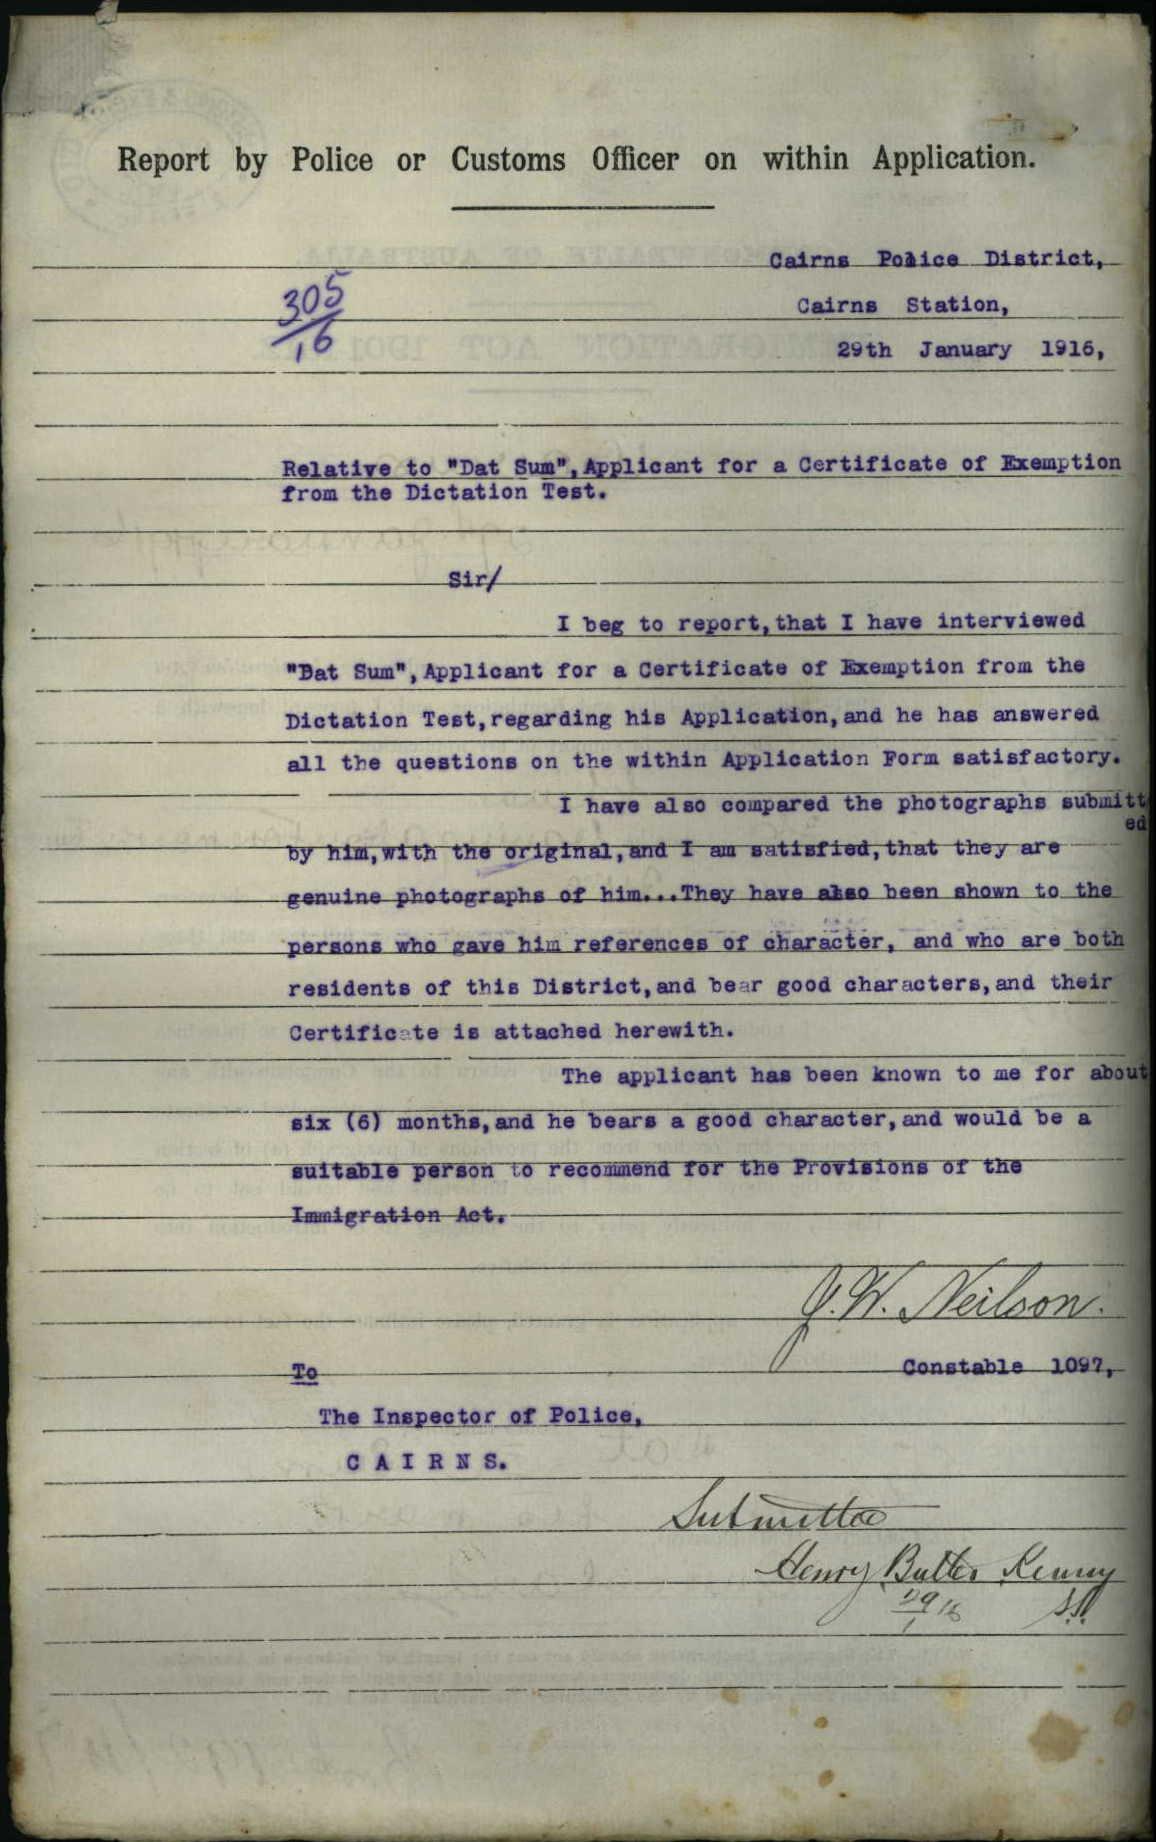 Report by Police or Customs Officer on within Application.
Cairns Police District,
305
16
Cairns Station,
29th January 1916,
Relative to "Dat Sum", Applicant for a Certificate of Exemption
from the Dictation Test.
Sir/
I beg to report, that I have interviewed
"Dat Sum", Applicant for a Certificate of Exemption from the
Dictation Test, regarding his Application, and he has answered
all the questions on the within Application Form satisfactory.
I have also compared the photographs submitt
ed
by him, with the original, and I am satisfied, that they are
genuine photographs of him...They have also been shown to the
persons who gave him references of character, and who are both
residents of this District, and bear good characters, and their
Certificate is attached herewith.
The applicant has been known to me for about
six (6) months, and he bears a good character, and would be a
suitable person to recommend for the Provisions of the
Immigration Act.
J. W. Neilson.
Constable 1097,
To
The Inspector of Police,
C A I R N S.
Submitted
Henry Butler Kenny
29/1/16